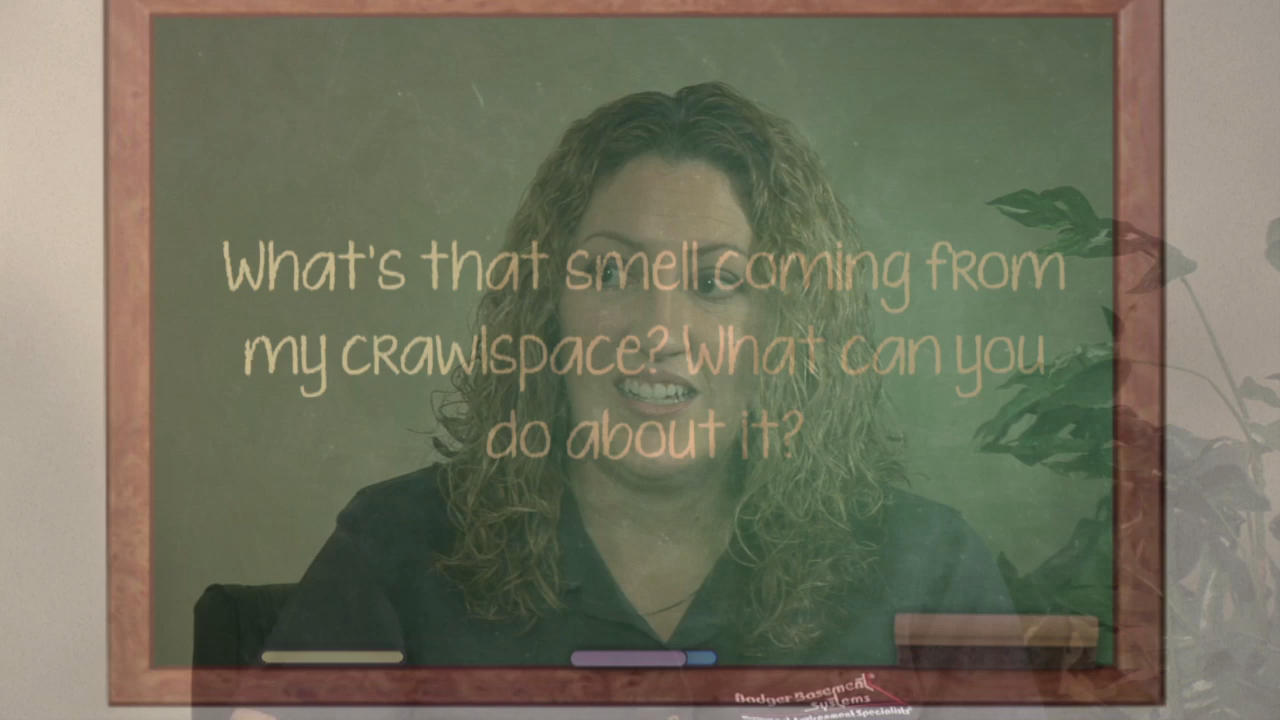 What's that smell coming from
my crawlspace? What can you
do about it?
Badger Basement
Systems